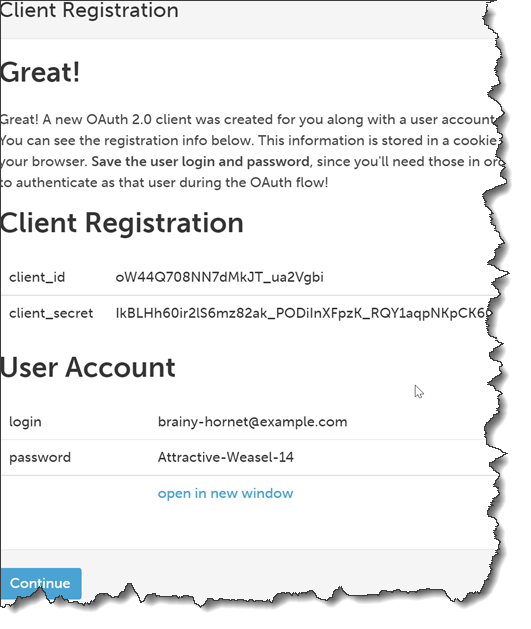 Client Registration
Great!
Great! A new OAuth 2.0 client was created for you along with a user account
You can see the registration info below. This information is stored in a cookie
your browser. Save the user login and password, since you'll need those in or
to authenticate as that user during the OAuth flow!
Client Registration
client_id oW44Q708NN7dMkJT_ua2Vgbi
client_secret IkBLHh60ir2lS6mz82ak_PODiInXFpzK_RQY1aqpNKpCK6
User Account
login brainy-hornet@example.com
password Attractive-Weasel-14
open in new window
Continue